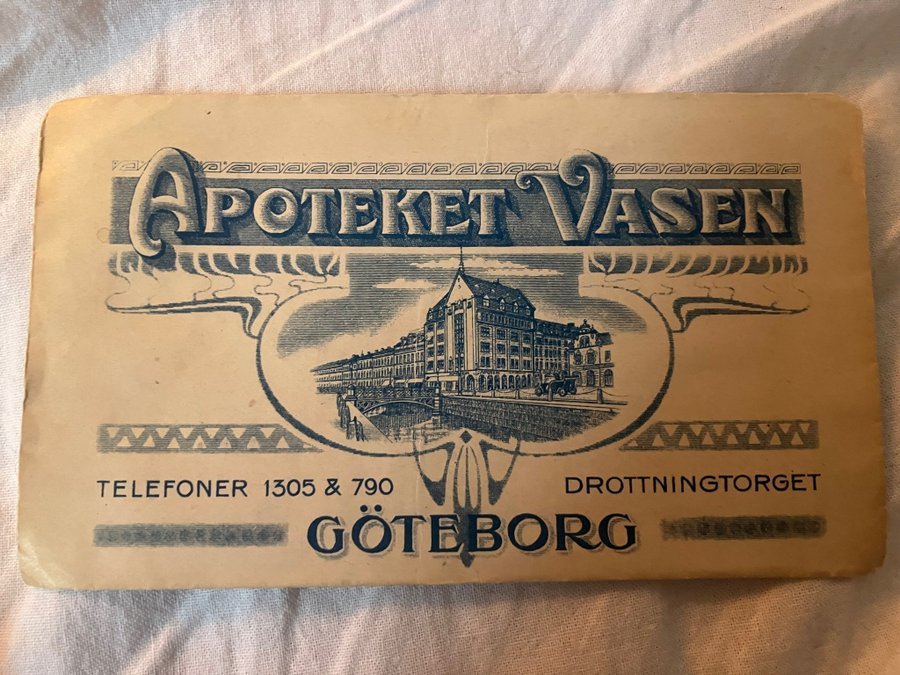 APOTEKET VASEN
TELEFONER 1305 & 790
DROTTNINGTORGET
GÖTEBORG